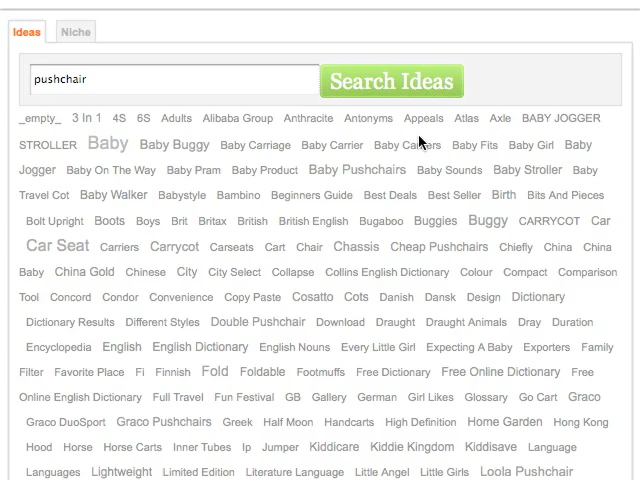 Ideas Niche
pushchair Search Ideas
_empty_ 3 In 1 4S 6S Adults Alibaba Group Anthracite Antonyms Appeals Atlas Axle BABY JOGGER
STROLLER Baby Baby Buggy Baby Carriage Baby Carrier Baby Carriers Baby Fits Baby Girl Baby
Jogger Baby On The Way Baby Pram Baby Product Baby Pushchairs Baby Sounds Baby Stroller Baby
Travel Cot Baby Walker Babystyle Bambino Beginners Guide Best Deals Best Seller Birth Bits And Pieces
Bolt Upright Boots Boys Brit Britax British British English Bugaboo Buggies Buggy CARRYCOT Car
Car Seat Carriers Carrycot Carseats Cart Chair Chassis Cheap Pushchairs Chiefly China China
Baby China Gold Chinese City City Select Collapse Collins English Dictionary Colour Compact Comparison
Tool Concord Condor Convenience Copy Paste Cosatto Cots Danish Dansk Design Dictionary
Dictionary Results Different Styles Double Pushchair Download Draught Draught Animals Dray Duration
Encyclopedia English English Dictionary English Nouns Every Little Girl Expecting A Baby Exporters Family
Filter Favorite Place Fi Finnish Fold Foldable Footmuffs Free Dictionary Free Online Dictionary Free
Online English Dictionary Full Travel Fun Festival GB Gallery German Girl Likes Glossary Go Cart Graco
Graco DuoSport Graco Pushchairs Greek Half Moon Handcarts High Definition Home Garden Hong Kong
Hood Horse Horse Carts Inner Tubes Ip Jumper Kiddicare Kiddie Kingdom Kiddisave Language
Languages Lightweight Limited Edition Literature Language Little Angel Little Girls Loola Pushchair